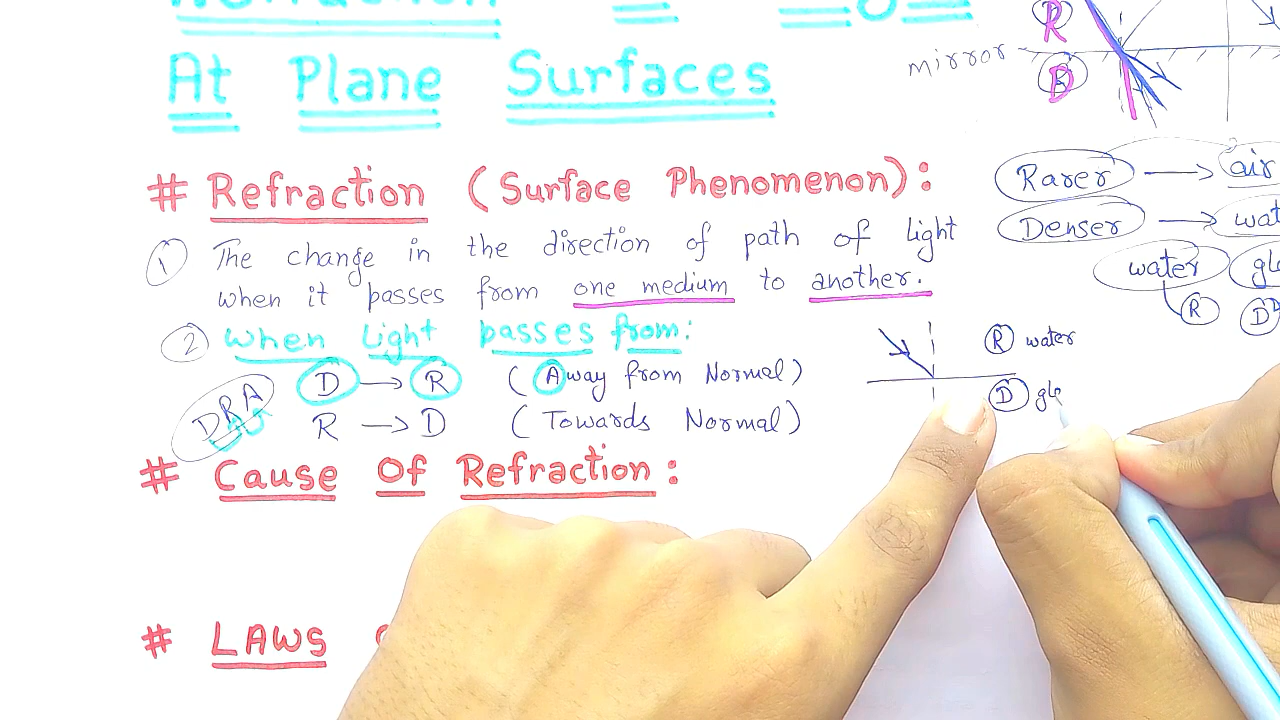 At Plane Surfaces
# Refraction (Surface Phenomenon):
1 The change in the direction of path of light
when it passes from one medium to another.
2 When Light passes from:
D → R (Away from Normal)
R → D (Towards Normal)
DRA
# Cause Of Refraction:
# LAWS
R
mirror
Rarer → air
Denser →
water
R D
R water
D